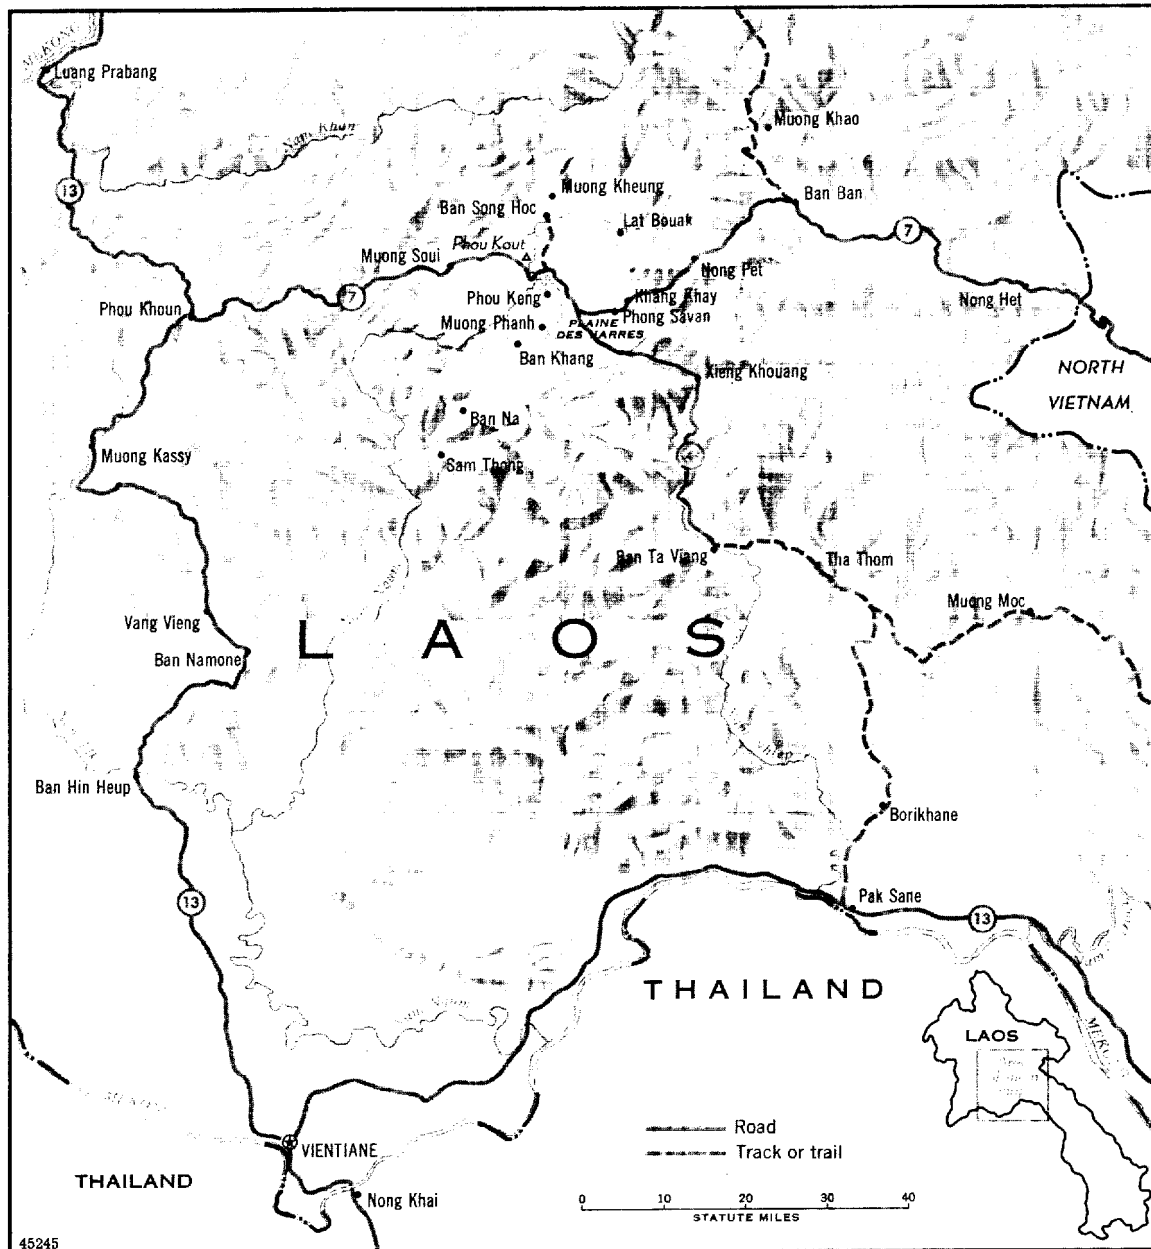 MEKONG
Luang Prabang
Muong Khao
Nam Khan
13
Muong Kheung
Ban Ban
Ban Song Hoc
Lat Bouak
7
Phou Kout
Muong Soui
Nong Pet
7
Phou Keng
Khang Khay
Nong Het
Phou Khoun
Phong Savan
Muong Phanh
PLAINE
DES JARRES
Ban Khang
NORTH
VIETNAM
Xieng Khouang
Ban Na
Muong Kassy
4
Sam Thong
Ban Ta Viang
Tha Thom
Muong Moc
Vang Vieng
LAOS
Ban Namone
Ban Hin Heup
Borikhane
13
Pak Sane
13
THAILAND
LAOS
Road
VIENTIANE
Track or trail
THAILAND
Nong Khai
0 10 20 30 40
STATUTE MILES
45245